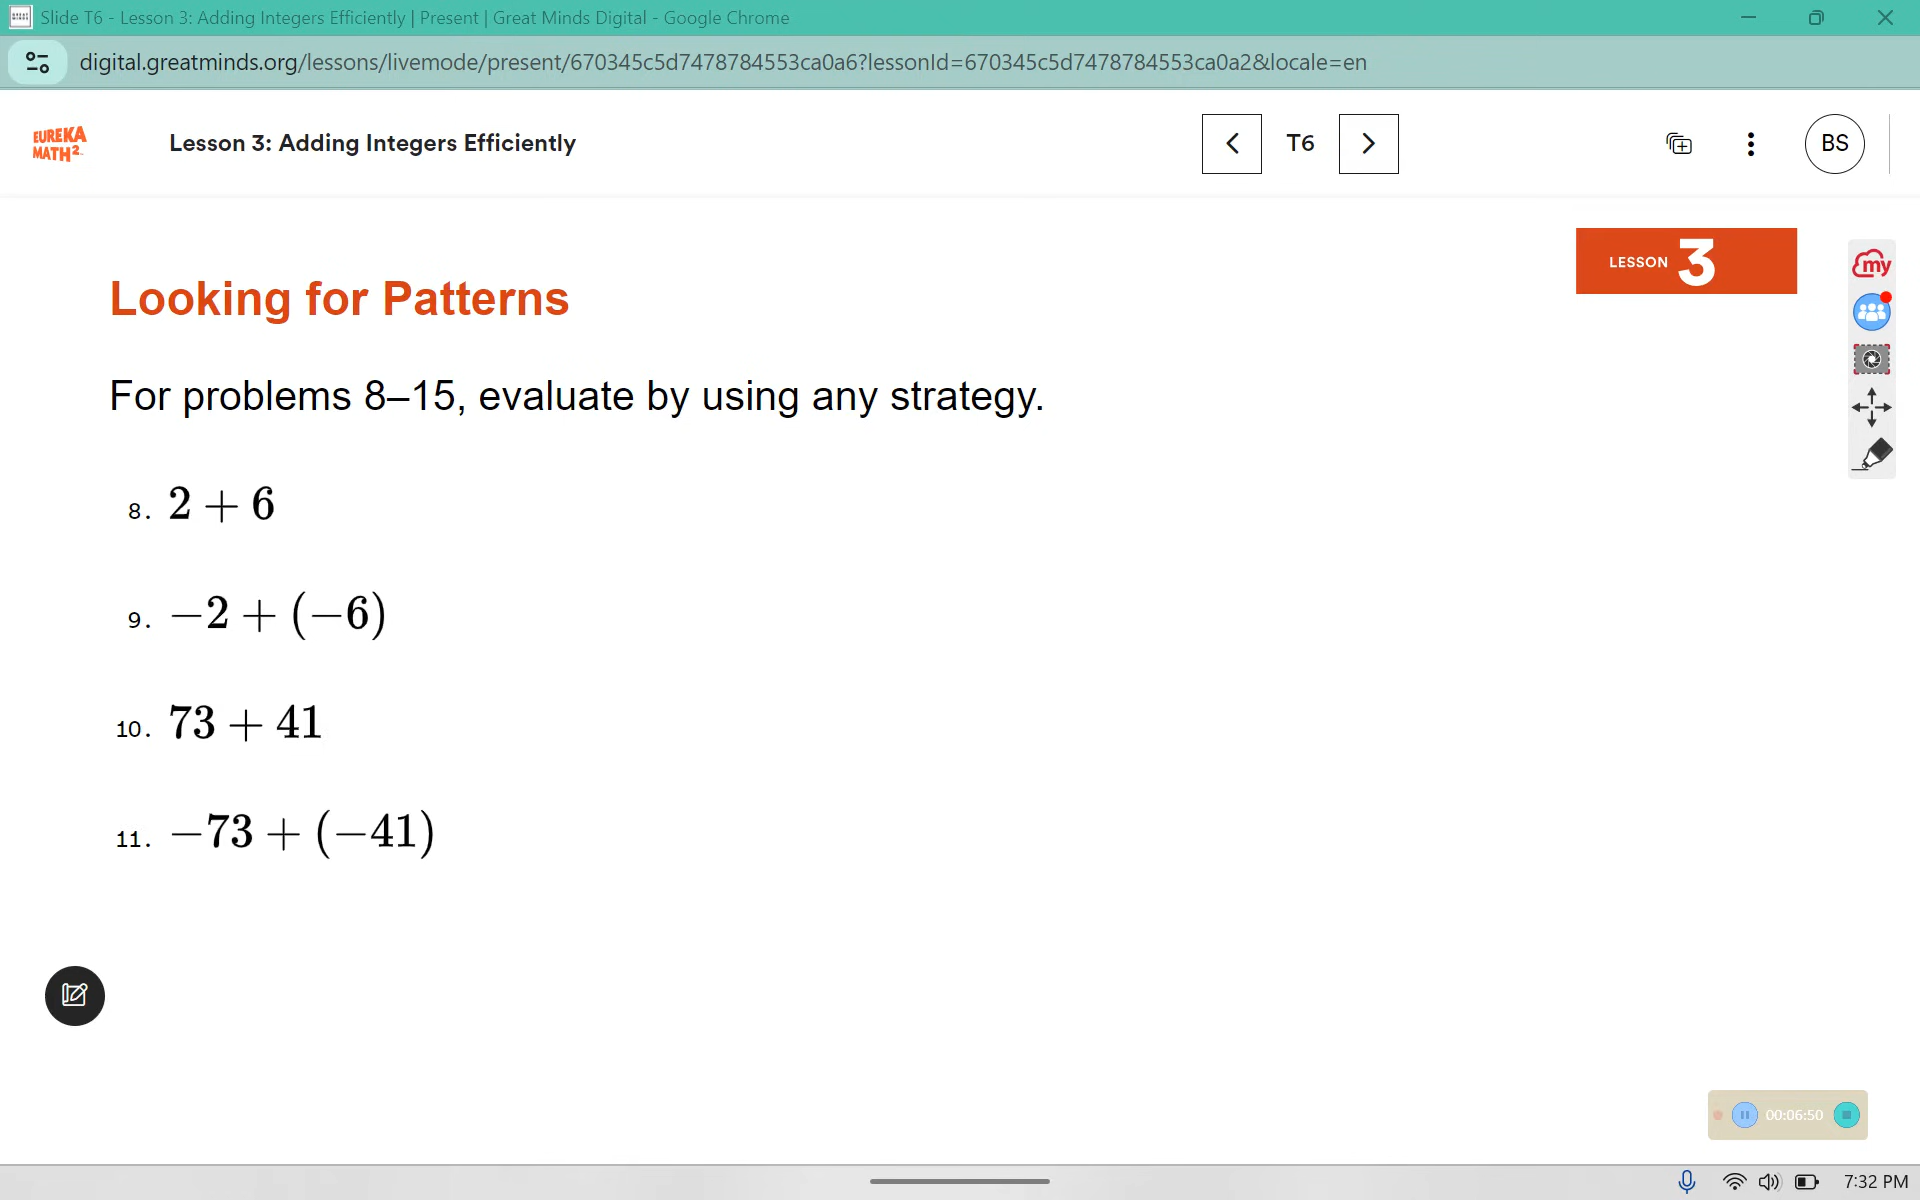 Slide T6 - Lesson 3: Adding Integers Efficiently | Present | Great Minds Digital - Google Chrome
digital.greatminds.org/lessons/livemode/present/670345c5d7478784553ca0a6?lessonId=670345c5d7478784553ca0a2&locale=en
EUREKA
MATH²
Lesson 3: Adding Integers Efficiently
T6
BS
LESSON 3
my
Looking for Patterns
For problems 8–15, evaluate by using any strategy.
8. 2 + 6
9. −2 + (−6)
10. 73 + 41
11. −73 + (−41)
00:06:50
7:32 PM